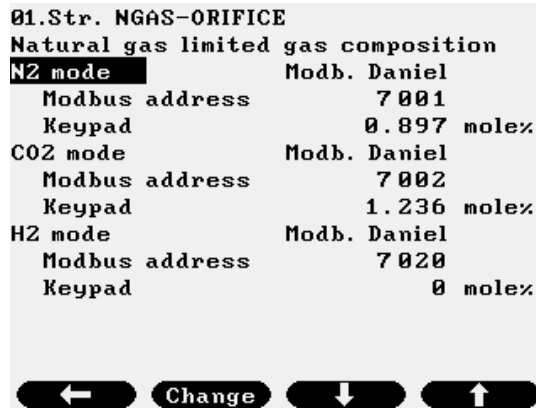 01.Str. NGAS-ORIFICE
Natural gas limited gas composition
N2 mode Modb. Daniel
Modbus address 7001
Keypad 0.897 mole%
CO2 mode Modb. Daniel
Modbus address 7002
Keypad 1.236 mole%
H2 mode Modb. Daniel
Modbus address 7020
Keypad 0 mole%
← Change ↓ ↑